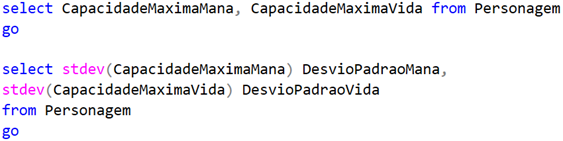 select CapacidadeMaximaMana, CapacidadeMaximaVida from Personagem
go
select stdev(CapacidadeMaximaMana) DesvioPadraoMana,
stdev(CapacidadeMaximaVida) DesvioPadraoVida
from Personagem
go